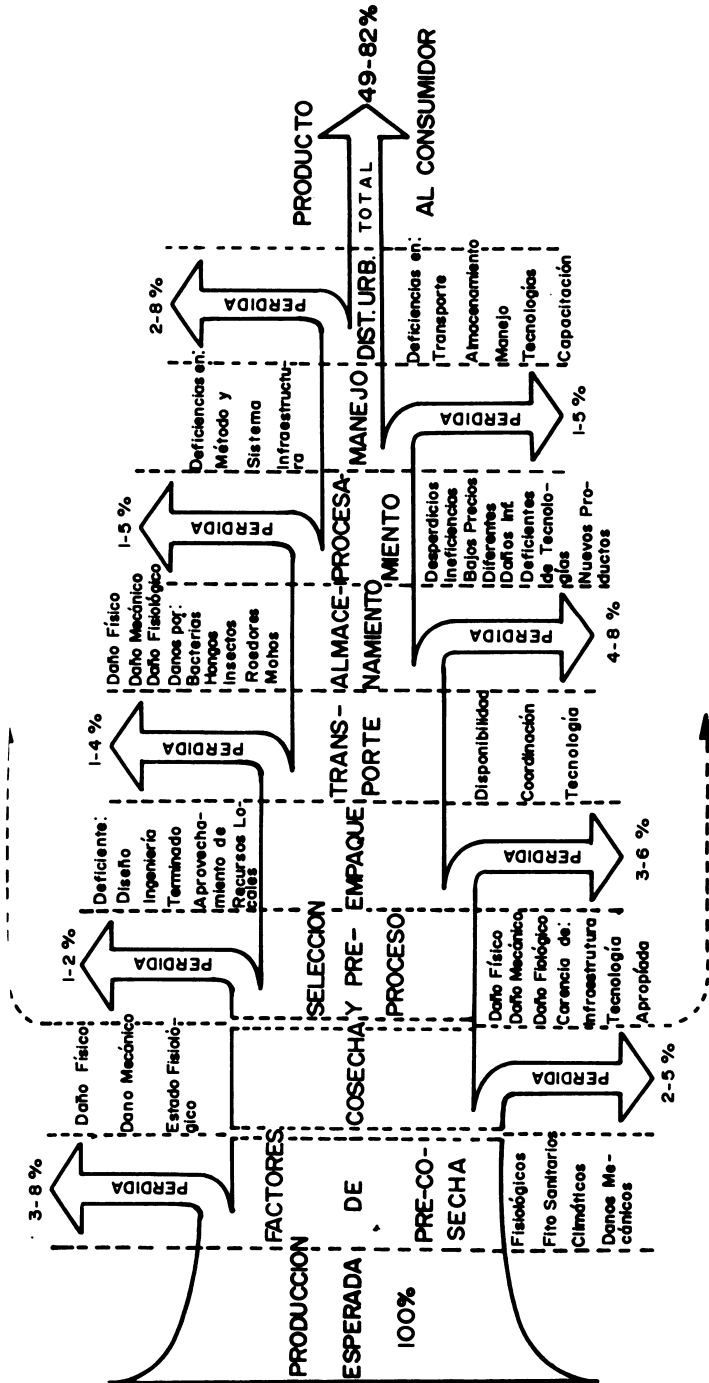 PRODUCCION
ESPERADA
100%
3-8 %
PERDIDA
FACTORES
DE
PRE-CO-
SECHA
Fisiológicos
Fito Sanitarios
Climáticos
Danos Me-
cánicos
Daño Físico
Dano Mecánico
Estado Fisioló-
gico
COSECHA
PERDIDA
2-5 %
1-2 %
PERDIDA
SELECCION
Y PRE-
PROCESO
Daño Físico
Daño Mecánico
Daño Fiológico
Carencia de:
Infraestrutura
Tecnología
Apropiada
Deficiente:
Diseño
Ingeniería
Terminado
Aprovecha-
miento de
Recursos Lo-
cales
EMPAQUE
PERDIDA
3-6 %
1-4 %
PERDIDA
TRANS-
PORTE
Disponibilidad
Coordinación
Tecnología
Daño Físico
Daño Mecánico
Daño Fisiológico
Danos por:
Bacterias
Hongos
Insectos
Roedores
Mohos
ALMACE-
NAMIENTO
PERDIDA
4-8 %
1-5 %
PERDIDA
PROCESA-
MIENTO
Desperdicios
Ineficiencias
Bajos Precios
Diferentes
Daños Int.
Deficientes
de Tecnolo-
gías
Nuevos Pro-
ductos
Deficiencias en:
Método y
Sistema
Infraestructu-
ra
MANEJO
PERDIDA
1-5 %
2-8 %
PERDIDA
DIST. URB.
Deficiencias en:
Transporte
Almacenamiento
Manejo
Tecnologías
Capacitación
PRODUCTO
TOTAL
49-82%
AL CONSUMIDOR